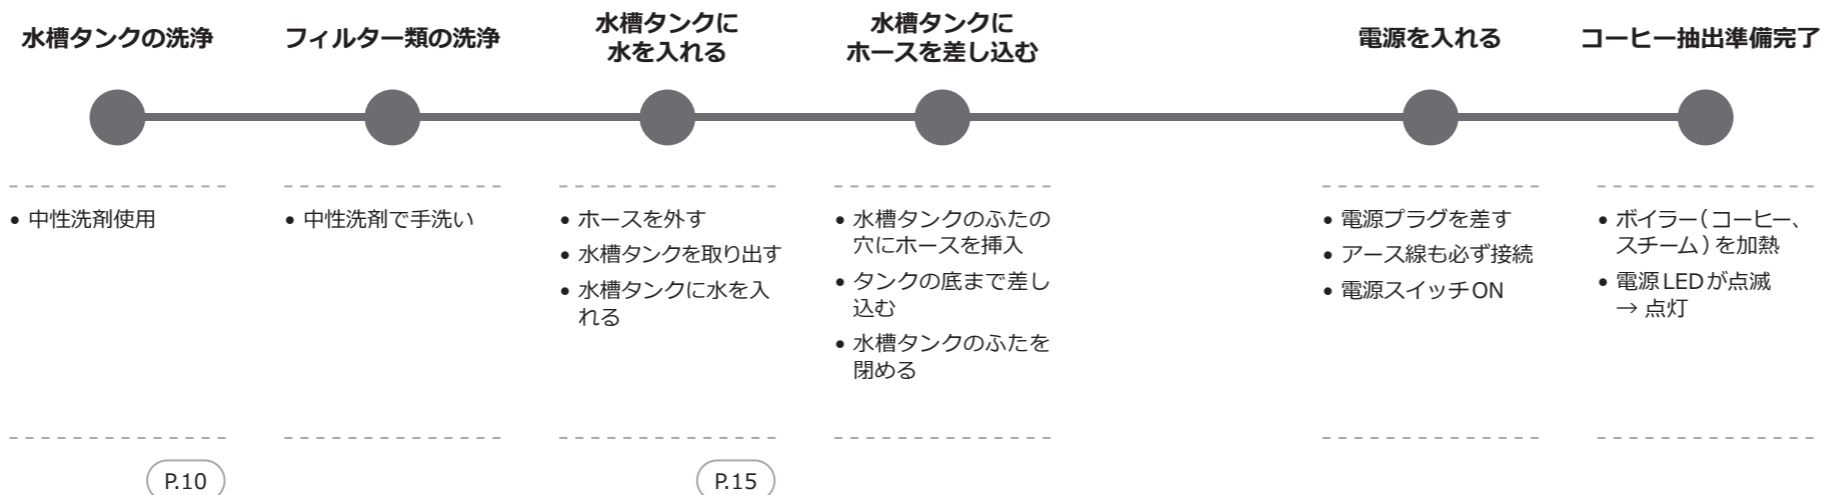 水槽タンクの洗浄
フィルター類の洗浄
水槽タンクに
水を入れる
水槽タンクに
ホースを差し込む
電源を入れる
コーヒー抽出準備完了
• 中性洗剤使用
• 中性洗剤で手洗い
• ホースを外す
• 水槽タンクを取り出す
• 水槽タンクに水を入
れる
• 水槽タンクのふたの
穴にホースを挿入
• タンクの底まで差し
込む
• 水槽タンクのふたを
閉める
• 電源プラグを差す
• アース線も必ず接続
• 電源スイッチON
• ボイラー(コーヒー、
スチーム)を加熱
• 電源LEDが点滅
→ 点灯
P.10
P.15